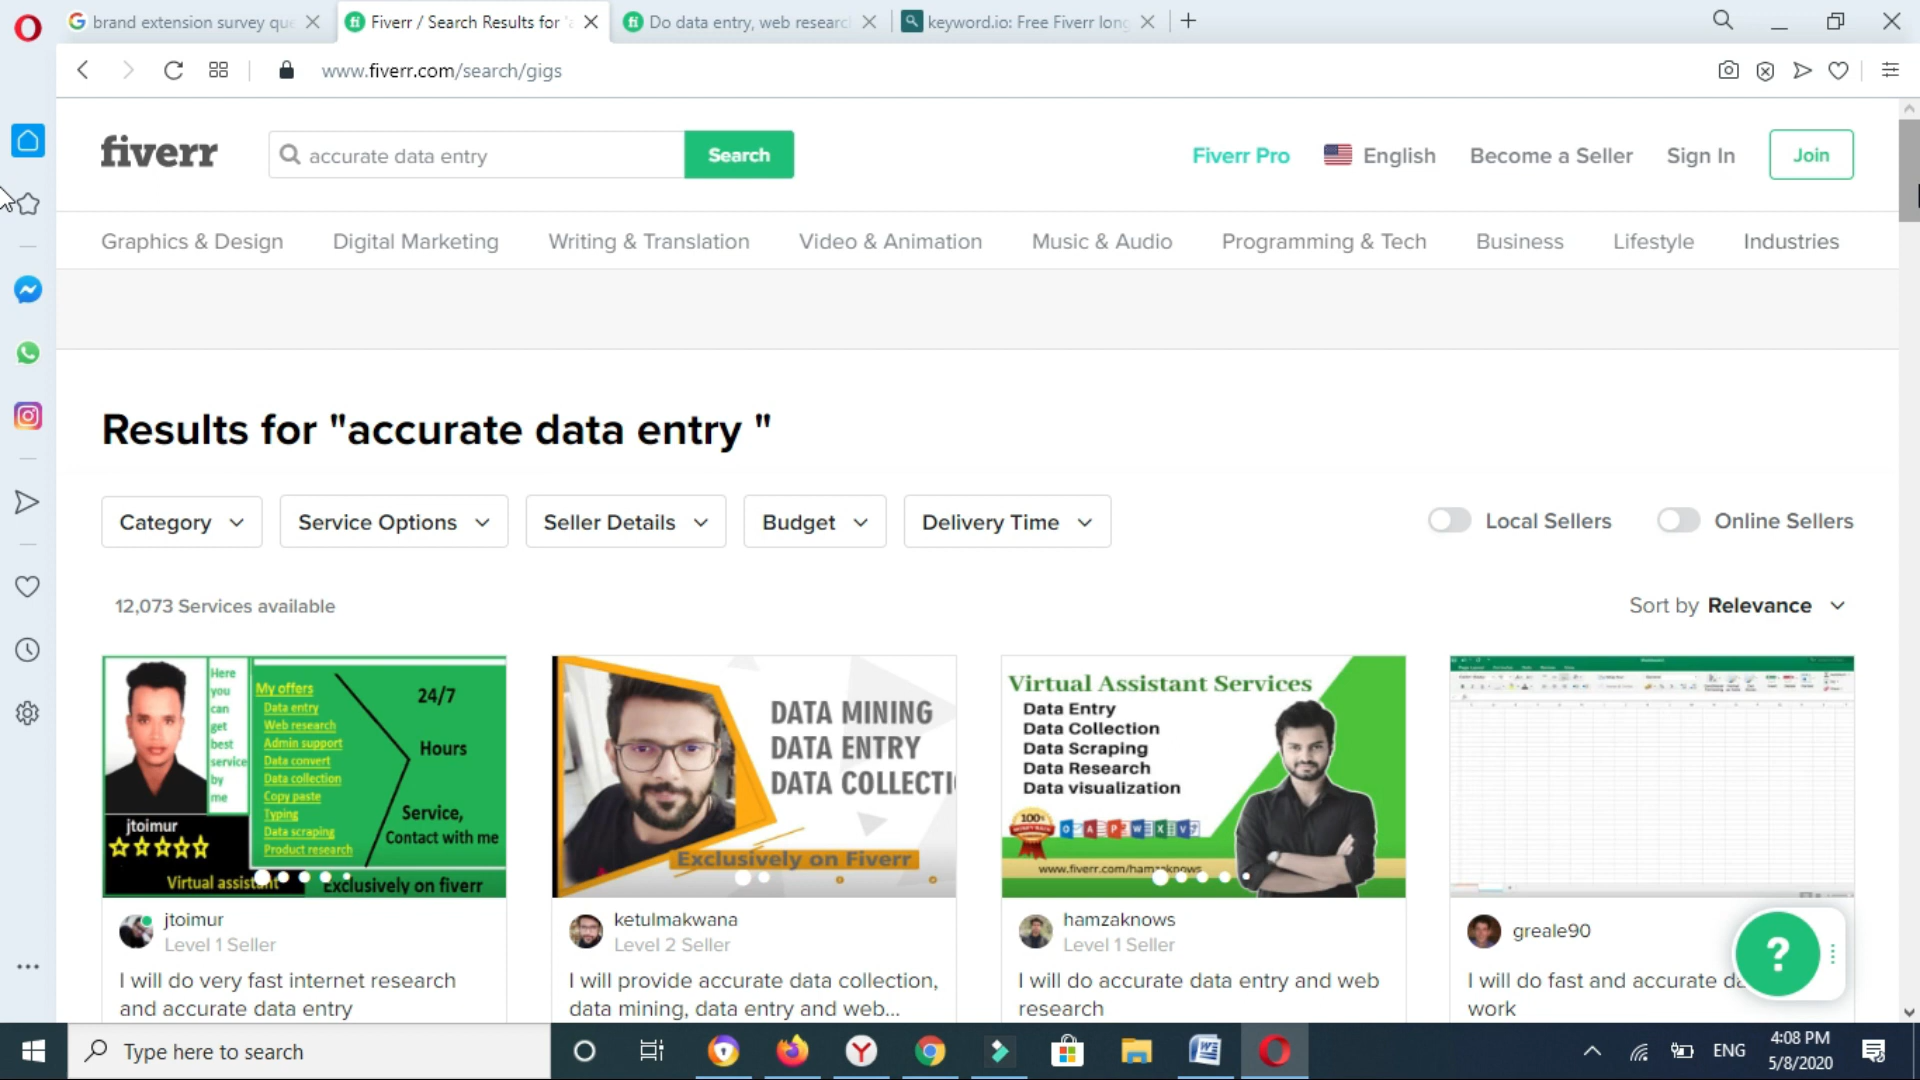 brand extension survey que
Fiverr / Search Results for 'a
Do data entry, web research
keyword.io: Free Fiverr long
www.fiverr.com/search/gigs
fiverr
accurate data entry
Search
Fiverr Pro
English
Become a Seller
Sign In
Join
Graphics & Design
Digital Marketing
Writing & Translation
Video & Animation
Music & Audio
Programming & Tech
Business
Lifestyle
Industries
Results for "accurate data entry "
Category
Service Options
Seller Details
Budget
Delivery Time
Local Sellers
Online Sellers
12,073 Services available
Sort by Relevance
Here
you
can
get
best
service
by
me
My offers
Data entry
Web research
Admin support
Data convert
Data collection
Copy paste
Typing
Data scraping
Product research
24/7
Hours
Service,
Contact with me
jtoimur
Virtual assistant
Exclusively on fiverr
DATA MINING
DATA ENTRY
DATA COLLECTI
Exclusively on Fiverr
Virtual Assistant Services
Data Entry
Data Collection
Data Scraping
Data Research
Data visualization
100%
www.fiverr.com/hamzaknows
jtoimur
Level 1 Seller
I will do very fast internet research
and accurate data entry
ketulmakwana
Level 2 Seller
I will provide accurate data collection,
data mining, data entry and web...
hamzaknows
Level 1 Seller
I will do accurate data entry and web
research
greale90
I will do fast and accurate da
work
?
Type here to search
ENG
4:08 PM
5/8/2020